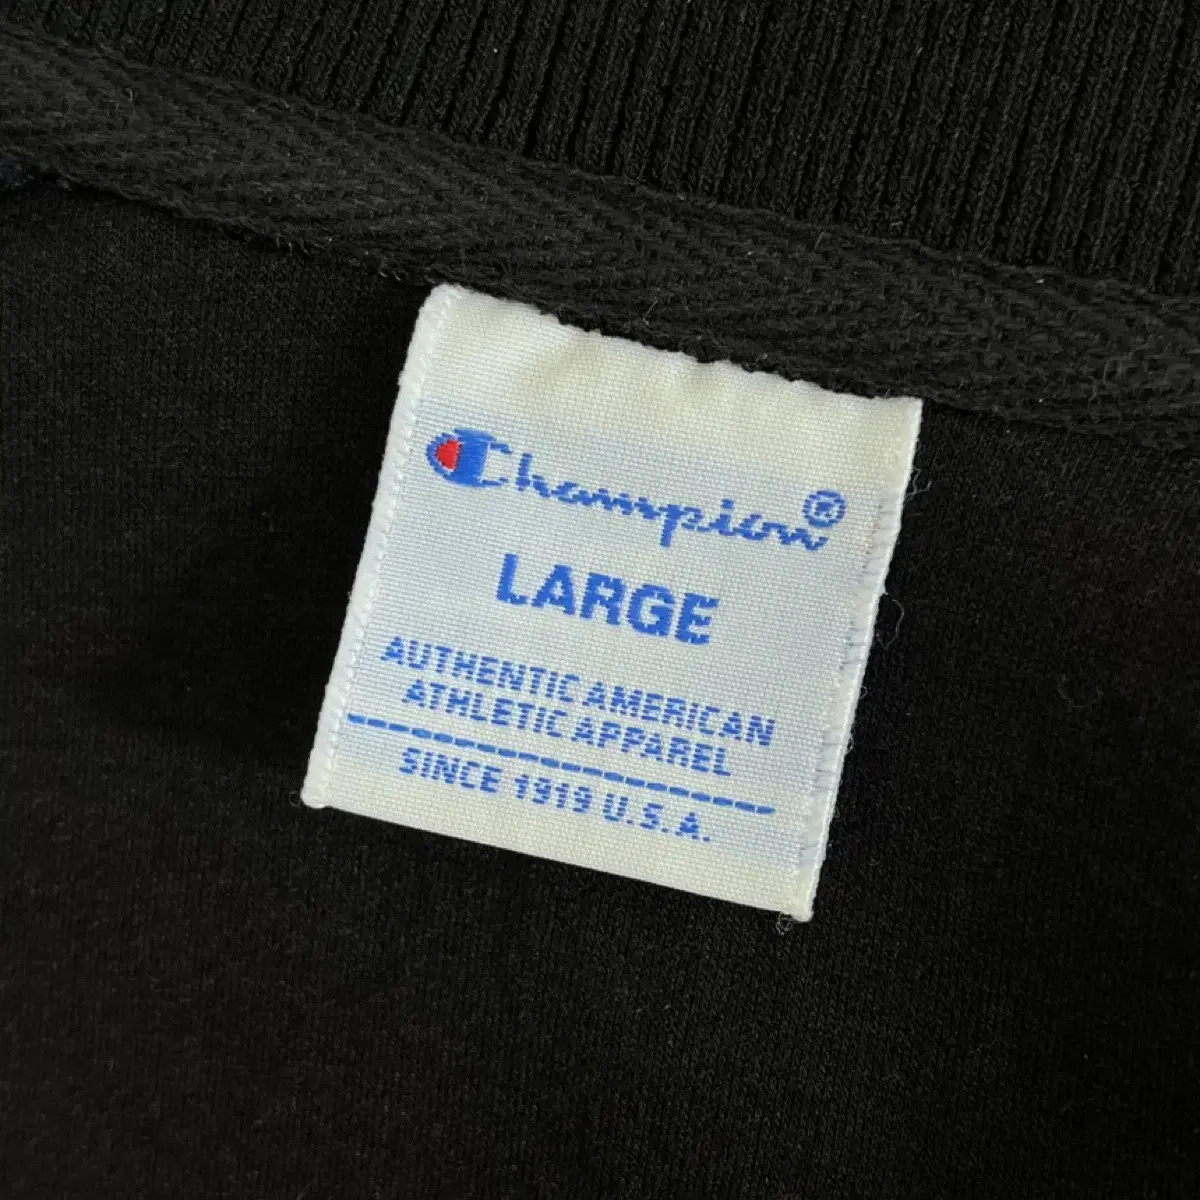 Champion®
LARGE
AUTHENTIC AMERICAN
ATHLETIC APPAREL
SINCE 1919 U.S.A.